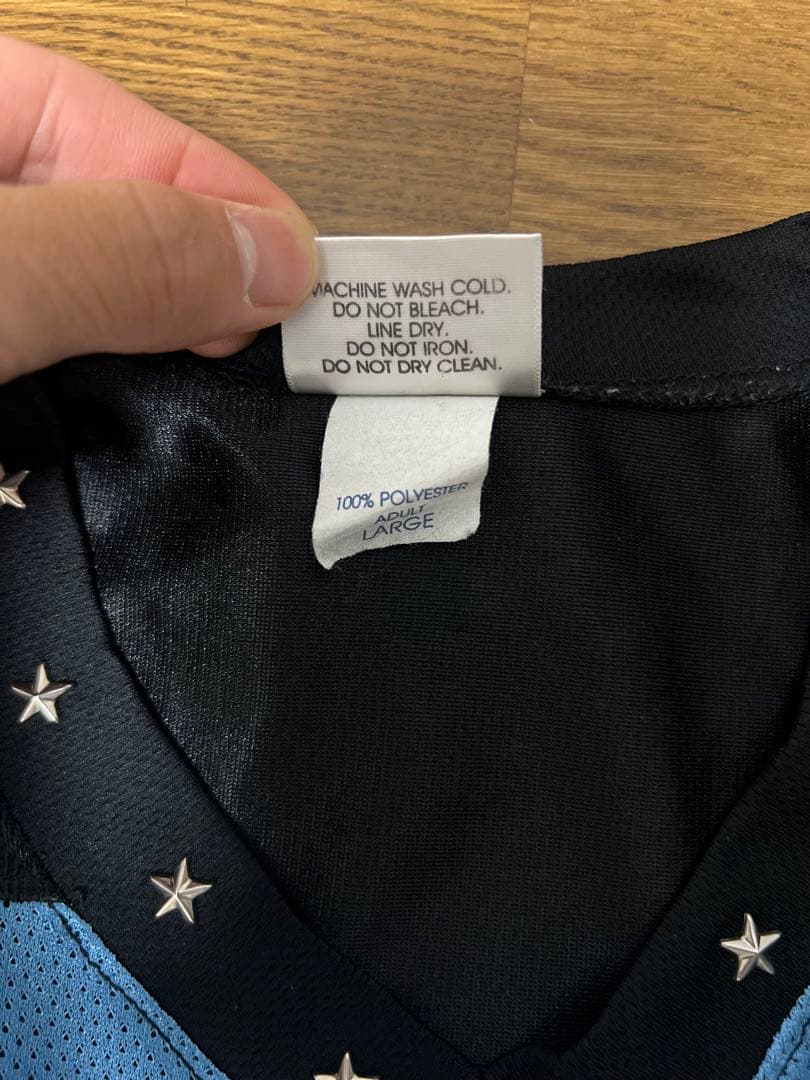 MACHINE WASH COLD.
DO NOT BLEACH.
LINE DRY.
DO NOT IRON.
DO NOT DRY CLEAN.
100% POLYESTER
ADULT
LARGE